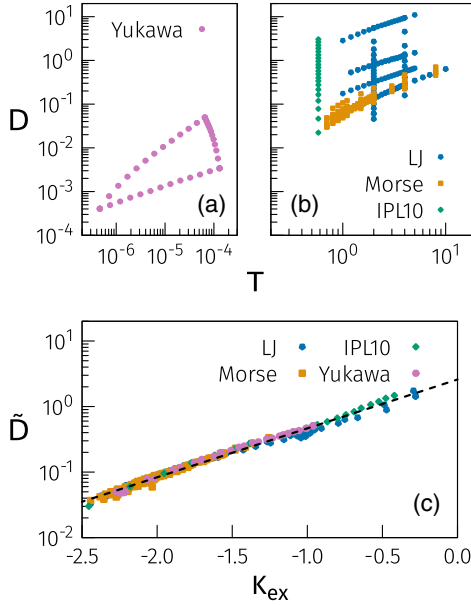 10¹
10⁰
10⁻¹
10⁻²
10⁻³
10⁻⁴
D
Yukawa
(a)
(b)
LJ
Morse
IPL10
10⁻⁶ 10⁻⁵ 10⁻⁴
10⁰ 10¹
T
10¹
10⁰
10⁻¹
10⁻²
D̃
LJ IPL10
Morse Yukawa
(c)
-2.5 -2.0 -1.5 -1.0 -0.5 0.0
K_ex